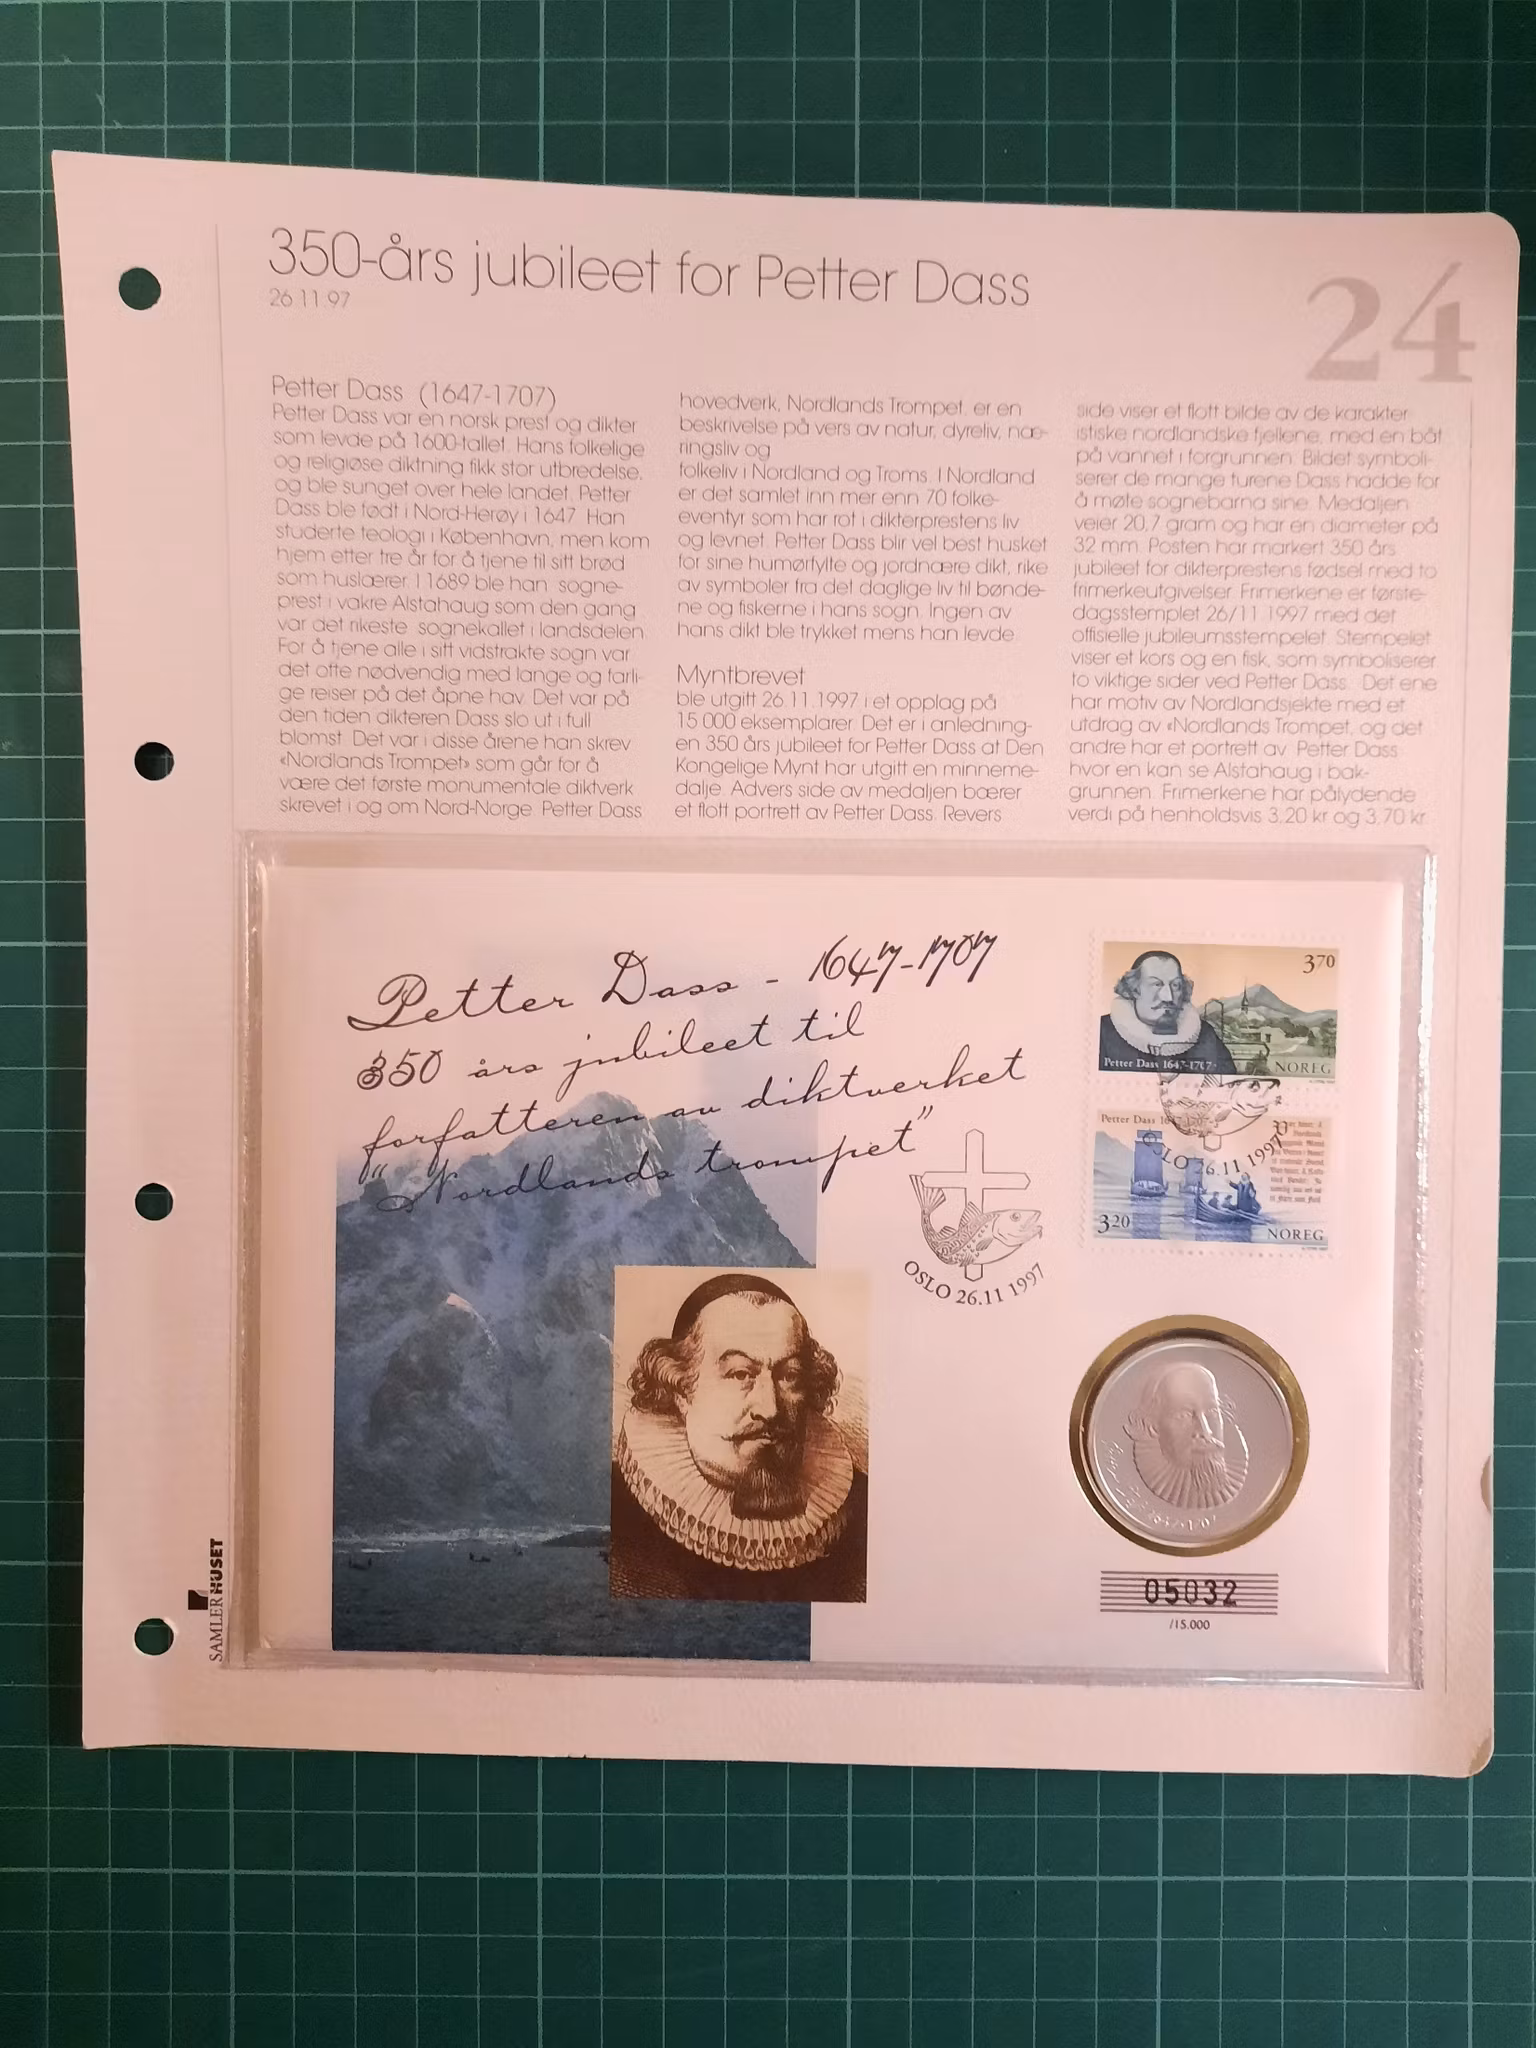 350-års jubileet for Petter Dass
26.11.97
24
Petter Dass (1647-1707)
Petter Dass var en norsk prest og dikter
som levde på 1600-tallet. Hans folkelige
og religiøse diktning fikk stor utbredelse,
og ble sunget over hele landet. Petter
Dass ble født i Nord-Herøy i 1647. Han
studerte teologi i København, men kom
hjem etter tre år for å tjene til sitt brød
som huslærer. I 1689 ble han sogne-
prest i vakre Alstahaug som den gang
var det rikeste sognekallet i landsdelen.
For å tjene alle i sitt vidstrakte sogn var
det ofte nødvendig med lange og farli-
ge reiser på det åpne hav. Det var på
den tiden dikteren Dass slo ut i full
blomst. Det var i disse årene han skrev
«Nordlands Trompet» som går for å
være det første monumentale diktverk
skrevet i og om Nord-Norge. Petter Dass
hovedverk, Nordlands Trompet, er en
beskrivelse på vers av natur, dyreliv, næ-
ringsliv og
folkeliv i Nordland og Troms. I Nordland
er det samlet inn mer enn 70 folke-
eventyr som har rot i dikterprestens liv
og levnet. Petter Dass blir vel best husket
for sine humørfylte og jordnære dikt, rike
av symboler fra det daglige liv til bønde-
ne og fiskerne i hans sogn. Ingen av
hans dikt ble trykket mens han levde.
Myntbrevet
ble utgitt 26.11.1997 i et opplag på
15 000 eksemplarer. Det er i anledning-
en 350 års jubileet for Petter Dass at Den
Kongelige Mynt har utgitt en minneme-
dalje. Advers side av medaljen bærer
et flott portrett av Petter Dass. Revers
side viser et flott bilde av de karakter
istiske nordlandske fjellene, med en båt
på vannet i forgrunnen. Bildet symboli-
serer de mange turene Dass hadde for
å møte sognebarna sine. Medaljen
veier 20,7 gram og har en diameter på
32 mm. Posten har markert 350 års
jubileet for dikterprestens fødsel med to
frimerkeutgivelser. Frimerkene er første-
dagsstemplet 26/11 1997 med det
offisielle jubileumsstempelet. Stempelet
viser et kors og en fisk, som symboliserer
to viktige sider ved Petter Dass. Det ene
har motiv av Nordlandsjekte med et
utdrag av «Nordlands Trompet, og det
andre har et portrett av Petter Dass
hvor en kan se Alstahaug i bak-
grunnen. Frimerkene har pålydende
verdi på henholdsvis 3.20 kr og 3.70 kr.
Petter Dass - 1647-1707
350 års jubileet til
forfatteren av diktverket
"Nordlands trompet"
370
Petter Dass 1647-1707
NOREG
Petter Dass
OSLO 26.11 1997
320
NOREG
OSLO 26.11 1997
1647-1707
05032
/15.000
SAMLERHUSET